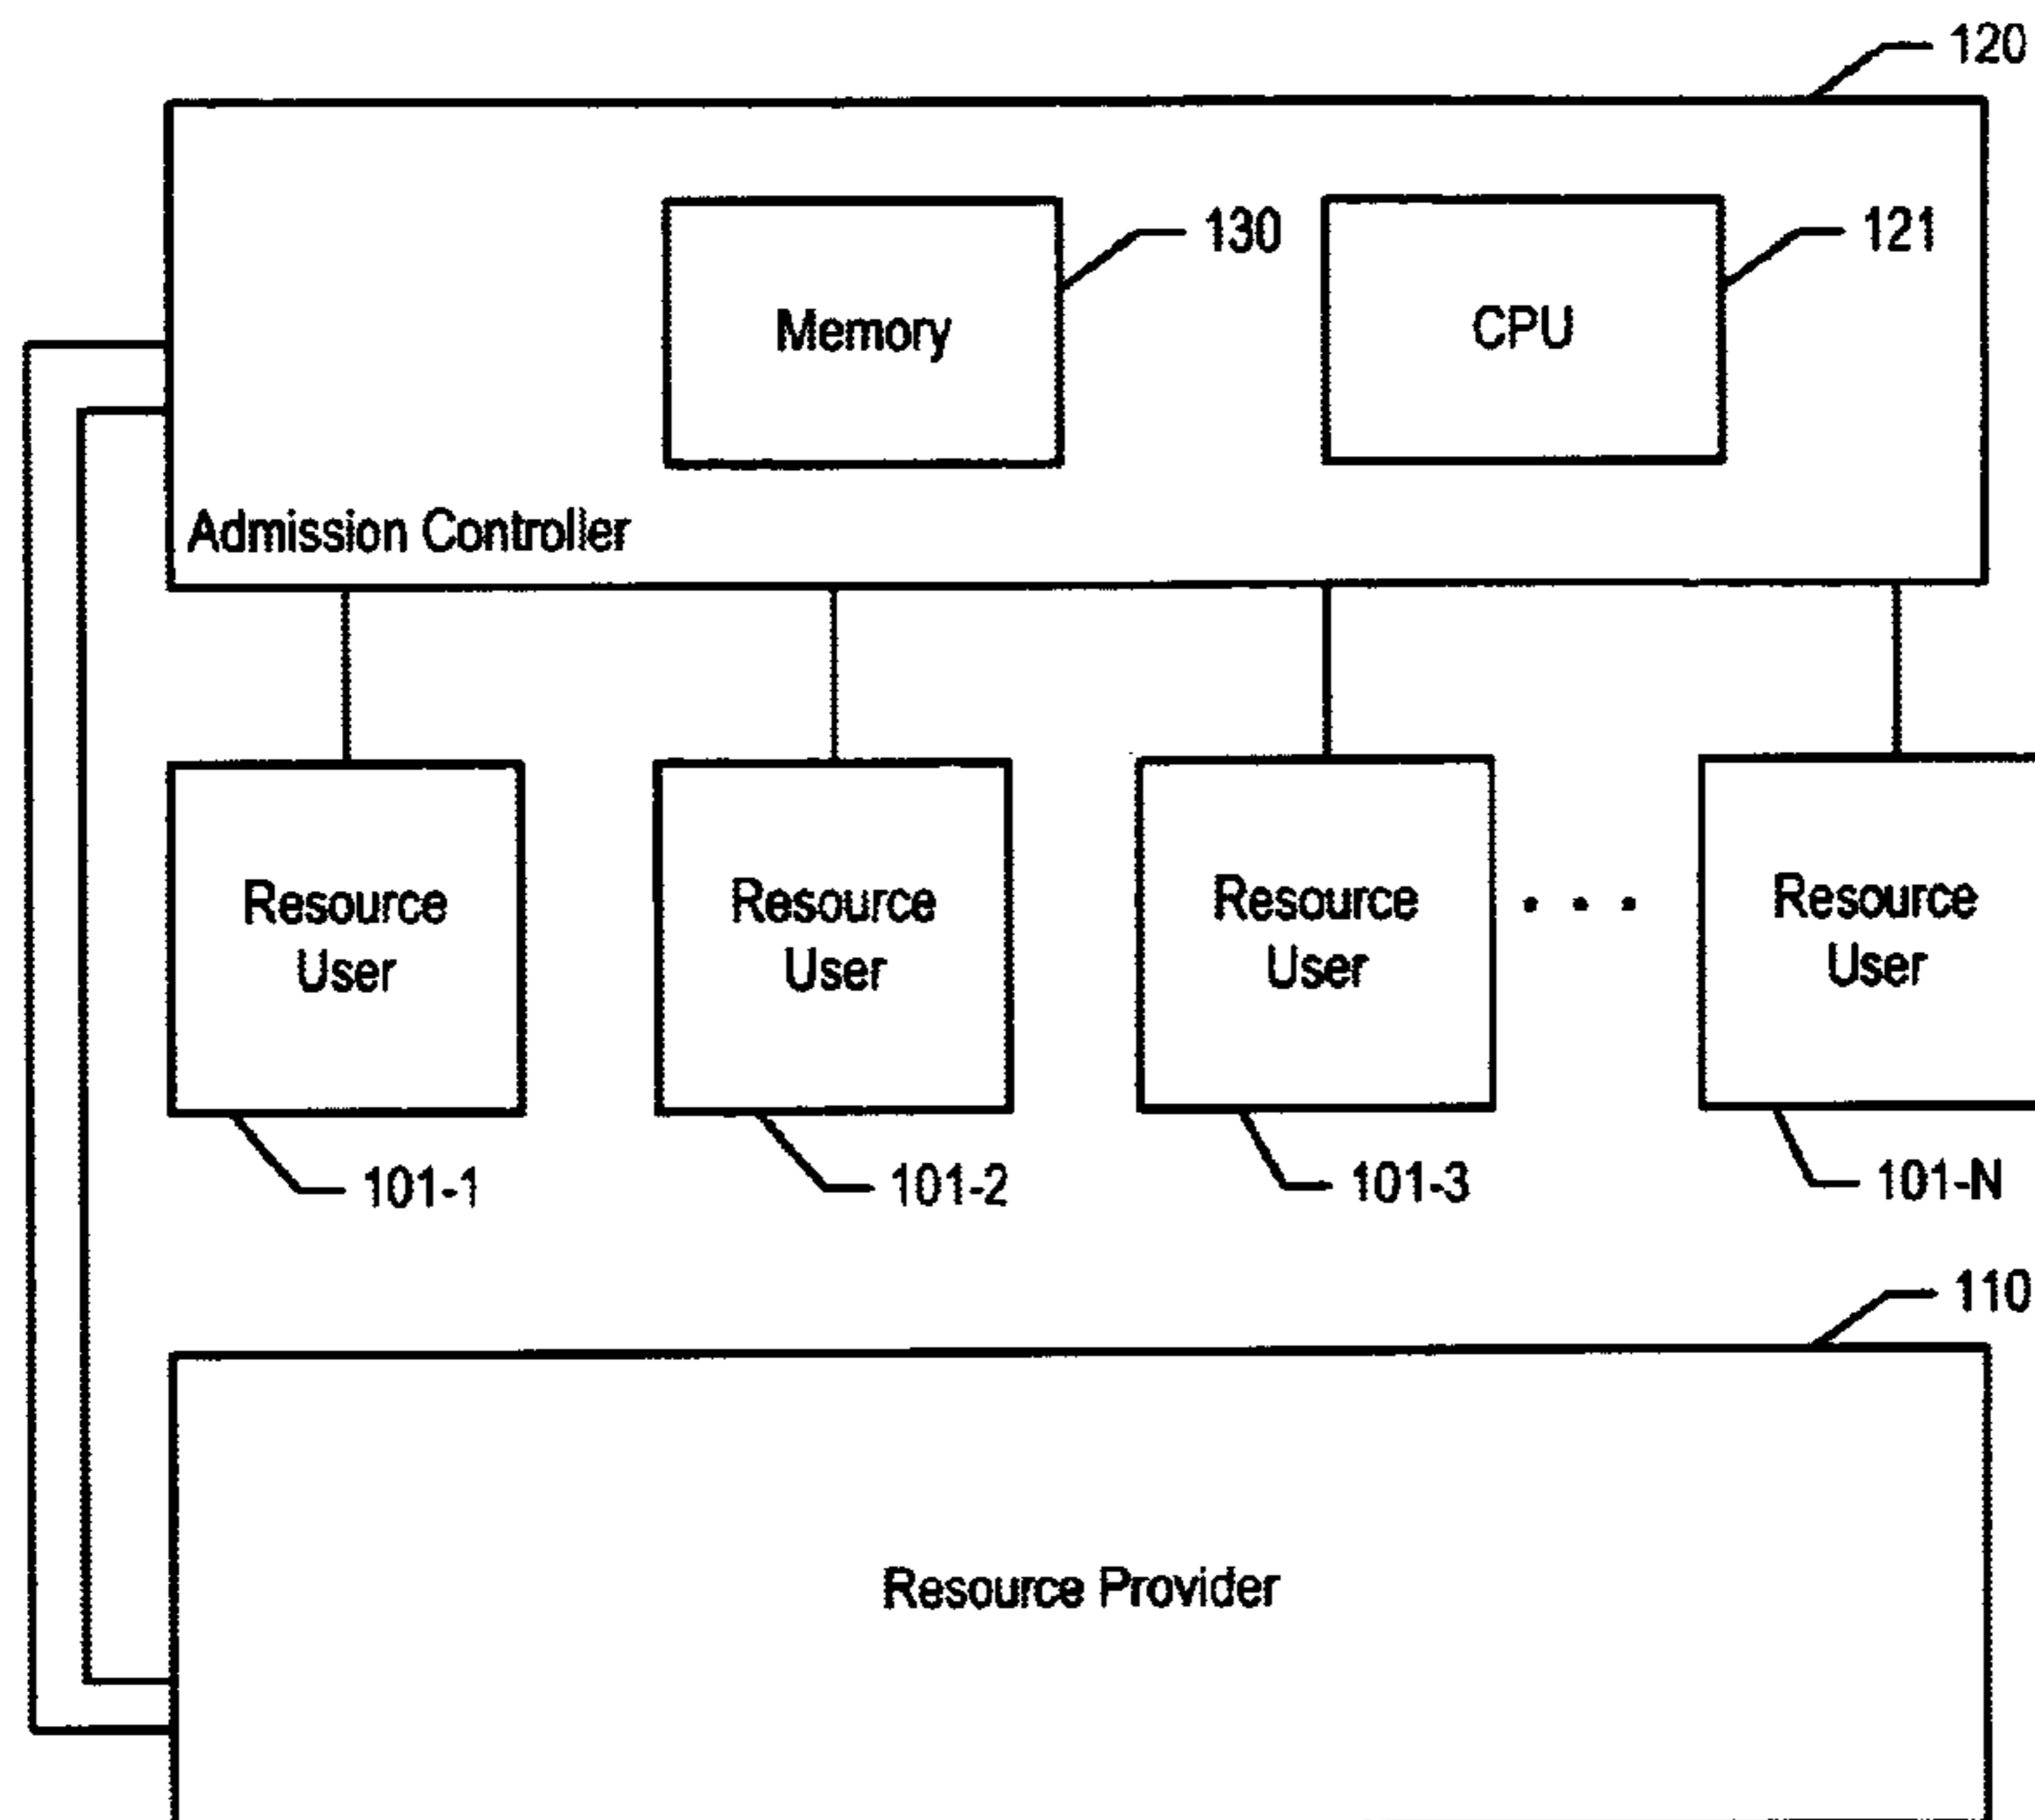 120
130
121
Memory
CPU
Admission Controller
Resource
User
Resource
User
Resource
User
. . .
Resource
User
101-1
101-2
101-3
101-N
110
Resource Provider